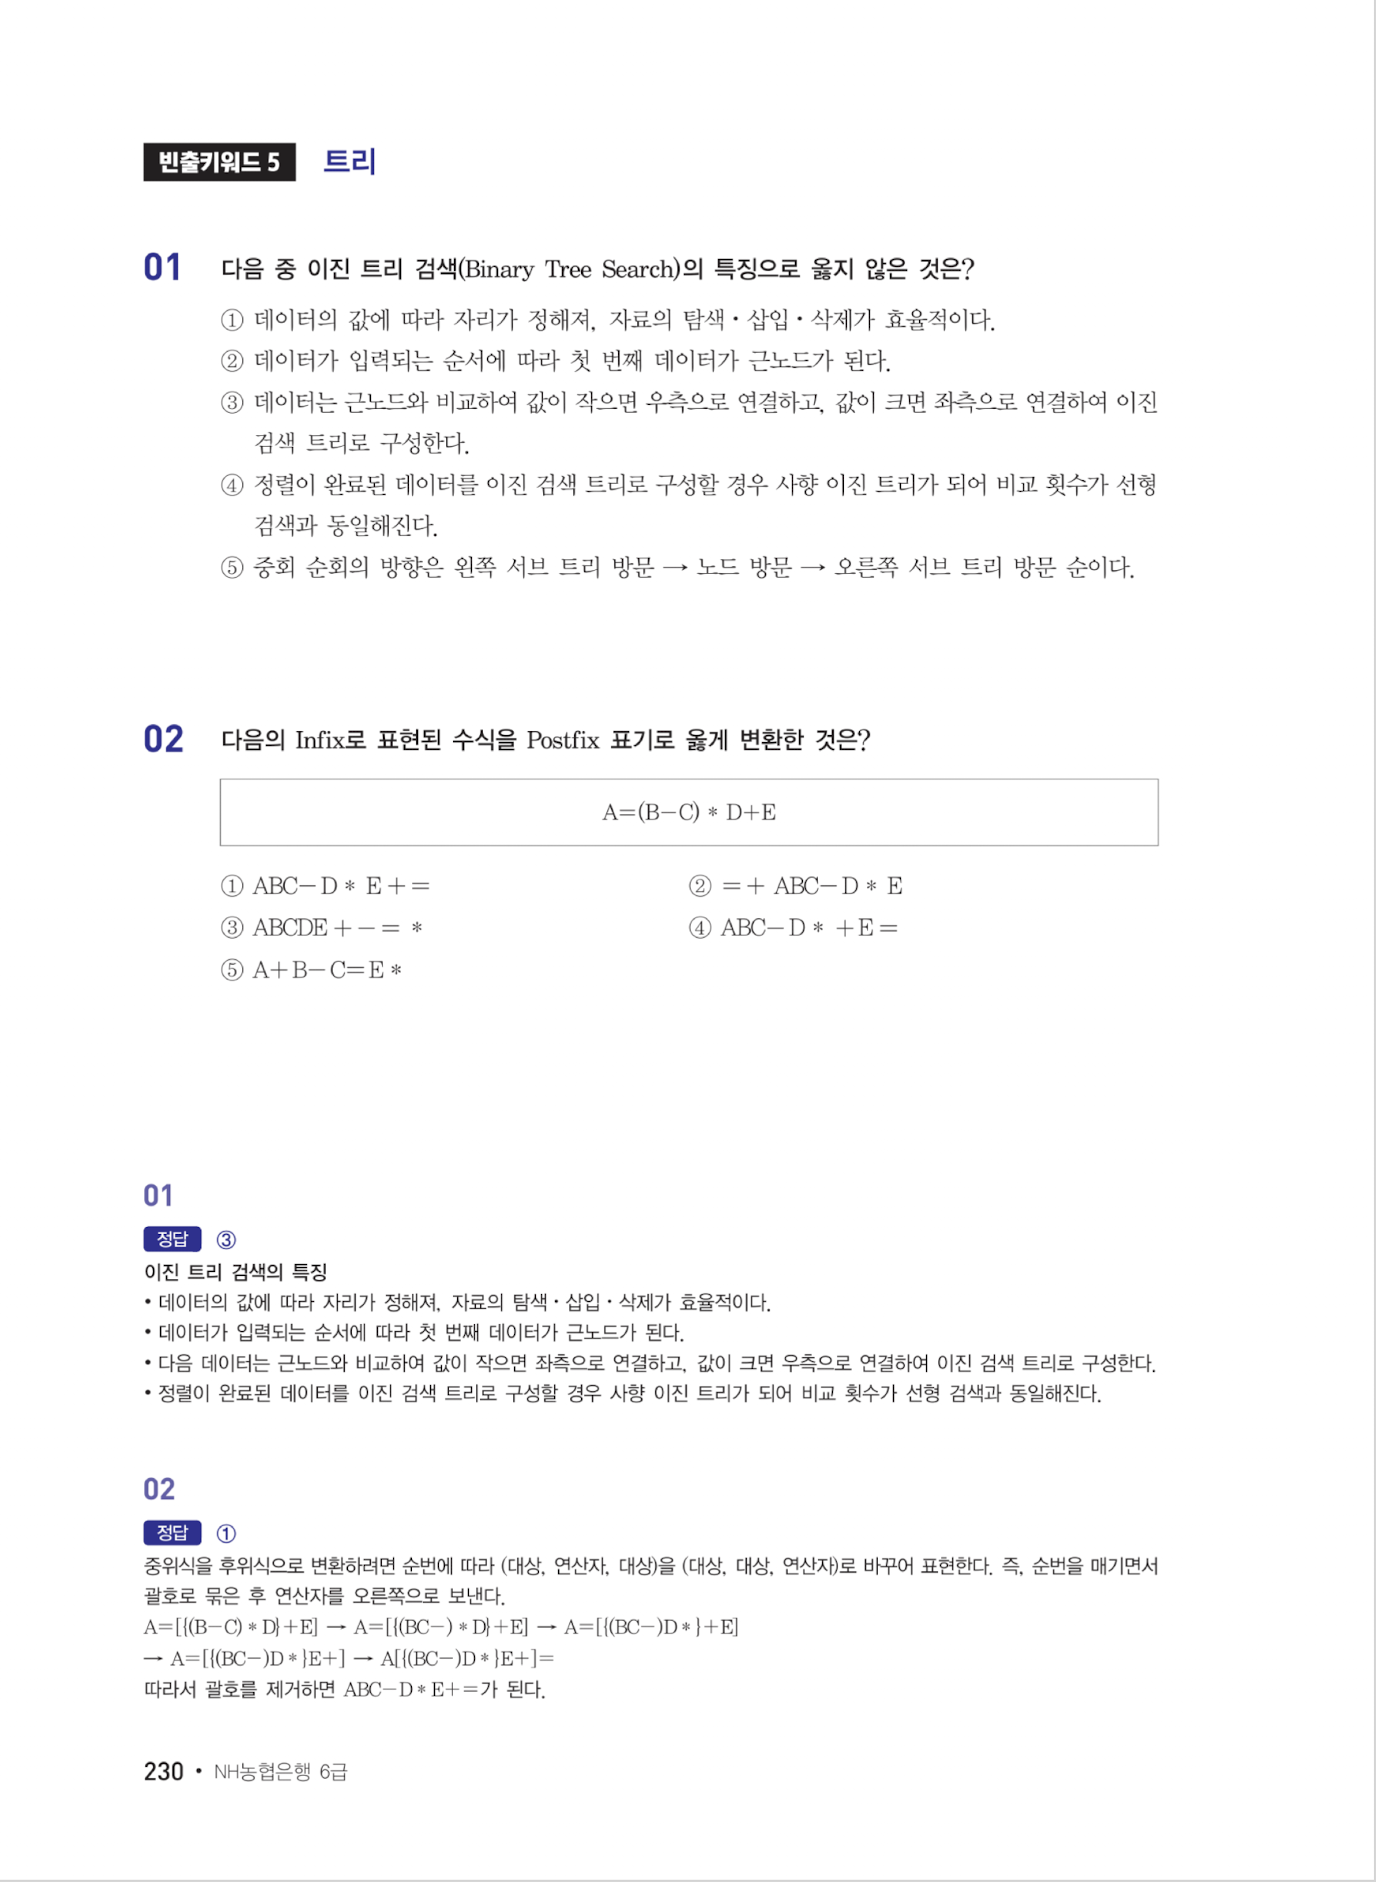 빈출키워드 5 트리
01 다음 중 이진 트리 검색(Binary Tree Search)의 특징으로 옳지 않은 것은?
① 데이터의 값에 따라 자리가 정해져, 자료의 탐색·삽입·삭제가 효율적이다.
② 데이터가 입력되는 순서에 따라 첫 번째 데이터가 근노드가 된다.
③ 데이터는 근노드와 비교하여 값이 작으면 우측으로 연결하고, 값이 크면 좌측으로 연결하여 이진
검색 트리로 구성한다.
④ 정렬이 완료된 데이터를 이진 검색 트리로 구성할 경우 사향 이진 트리가 되어 비교 횟수가 선형
검색과 동일해진다.
⑤ 중회 순회의 방향은 왼쪽 서브 트리 방문 → 노드 방문 → 오른쪽 서브 트리 방문 순이다.
02 다음의 Infix로 표현된 수식을 Postfix 표기로 옳게 변환한 것은?
A=(B−C) * D+E
① ABC−D * E+= ② =+ ABC−D * E
③ ABCDE+−= * ④ ABC−D * +E=
⑤ A+B−C=E *
01
정답 ③
이진 트리 검색의 특징
• 데이터의 값에 따라 자리가 정해져, 자료의 탐색·삽입·삭제가 효율적이다.
• 데이터가 입력되는 순서에 따라 첫 번째 데이터가 근노드가 된다.
• 다음 데이터는 근노드와 비교하여 값이 작으면 좌측으로 연결하고, 값이 크면 우측으로 연결하여 이진 검색 트리로 구성한다.
• 정렬이 완료된 데이터를 이진 검색 트리로 구성할 경우 사향 이진 트리가 되어 비교 횟수가 선형 검색과 동일해진다.
02
정답 ①
중위식을 후위식으로 변환하려면 순번에 따라 (대상, 연산자, 대상)을 (대상, 대상, 연산자)로 바꾸어 표현한다. 즉, 순번을 매기면서
괄호로 묶은 후 연산자를 오른쪽으로 보낸다.
A=[{(B−C) * D}+E] → A=[{(BC−) * D}+E] → A=[{(BC−)D * }+E]
→ A=[{(BC−)D * }E+] → A[{(BC−)D * }E+]=
따라서 괄호를 제거하면 ABC−D * E+=가 된다.
230 • NH농협은행 6급